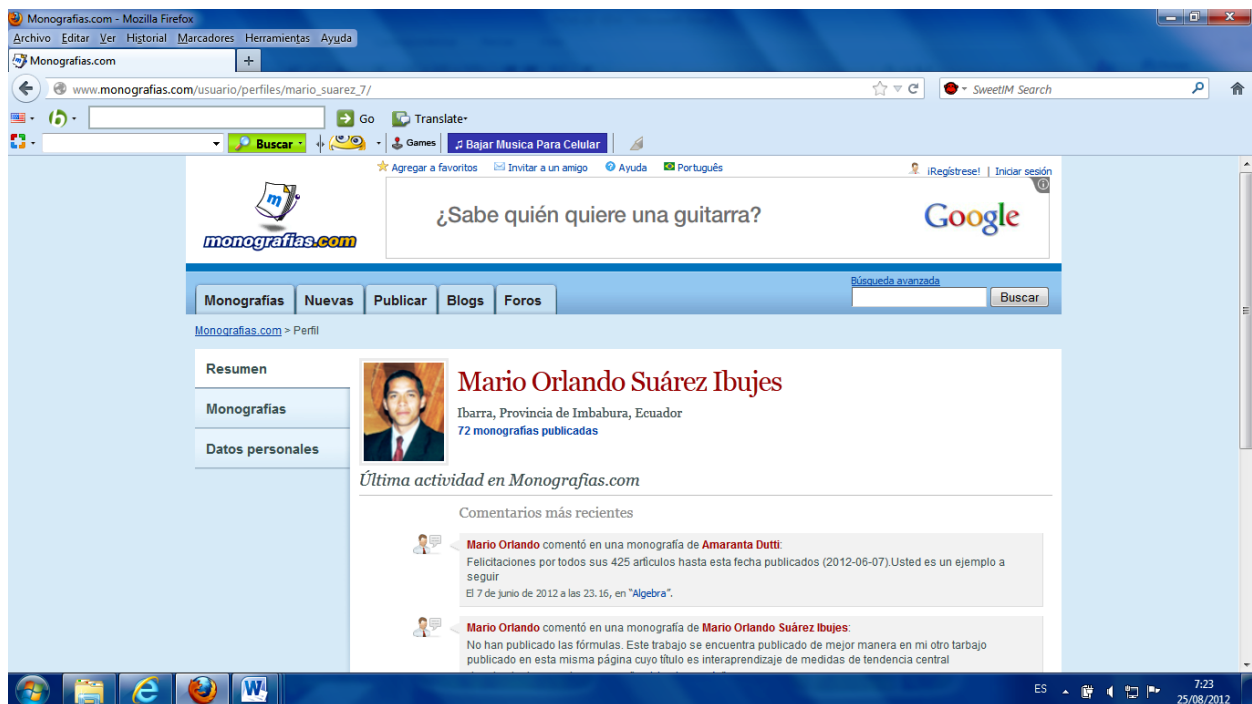 Monografias.com - Mozilla Firefox
Archivo Editar Ver Historial Marcadores Herramientas Ayuda
Monografias.com
www.monografias.com/usuario/perfiles/mario_suarez_7/
SweetIM Search
Go Translate
Buscar Games Bajar Musica Para Celular
Agregar a favoritos Invitar a un amigo Ayuda Português ¡Regístrese! | Iniciar sesión
monografias.com
¿Sabe quién quiere una guitarra? Google
Búsqueda avanzada
Monografías Nuevas Publicar Blogs Foros Buscar
Monografias.com > Perfil
Resumen
Monografías
Datos personales
Mario Orlando Suárez Ibujes
Ibarra, Provincia de Imbabura, Ecuador
72 monografias publicadas
Última actividad en Monografias.com
Comentarios más recientes
Mario Orlando comentó en una monografía de Amaranta Dutti:
Felicitaciones por todos sus 425 articulos hasta esta fecha publicados (2012-06-07).Usted es un ejemplo a
seguir
El 7 de junio de 2012 a las 23.16, en "Algebra".
Mario Orlando comentó en una monografía de Mario Orlando Suárez Ibujes:
No han publicado las fórmulas. Este trabajo se encuentra publicado de mejor manera en mi otro tarbajo
publicado en esta misma página cuyo título es interaprendizaje de medidas de tendencia central
ES
7:23
25/08/2012